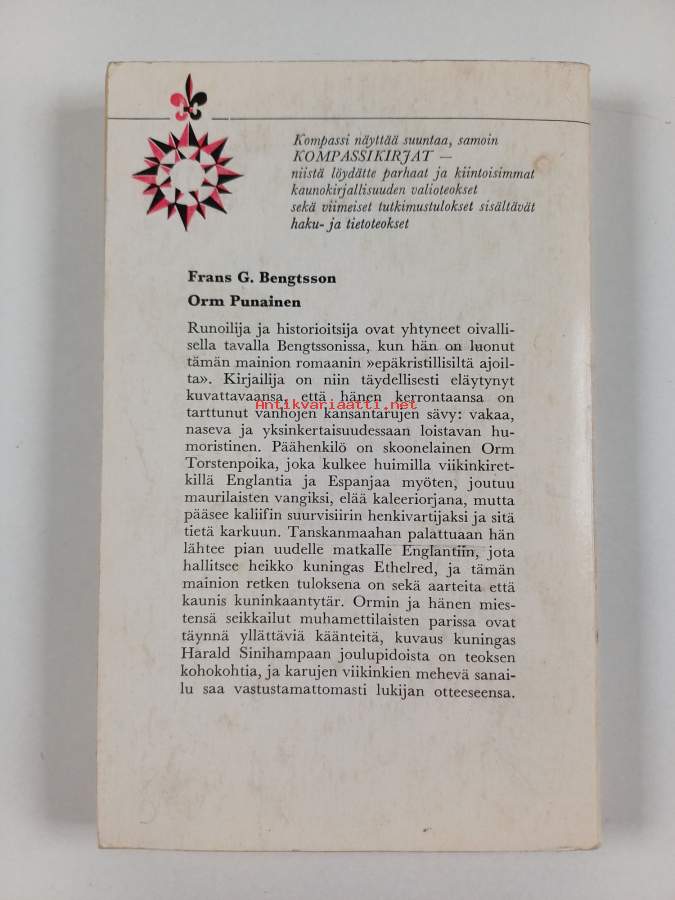 Kompassi näyttää suuntaa, samoin
KOMPASSIKIRJAT —
niistä löydätte parhaat ja kiintoisimmat
kaunokirjallisuuden valioteokset
sekä viimeiset tutkimustulokset sisältävät
haku- ja tietoteokset
Frans G. Bengtsson
Orm Punainen
Runoilija ja historioitsija ovat yhtyneet oivalli-
sella tavalla Bengtssonissa, kun hän on luonut
tämän mainion romaanin »epäkristillisiltä ajoil-
ta». Kirjailija on niin täydellisesti eläytynyt
kuvattavaansa, että hänen kerrontaansa on
Antikvariaatti.net
tarttunut vanhojen kansantarujen sävy: vakaa,
naseva ja yksinkertaisuudessaan loistavan hu-
moristinen. Päähenkilö on skoonelainen Orm
Torstenpoika, joka kulkee huimilla viikinkiret-
killä Englantia ja Espanjaa myöten, joutuu
maurilaisten vangiksi, elää kaleeriorjana, mutta
pääsee kaliifin suurvisiirin henkivartijaksi ja sitä
tietä karkuun. Tanskanmaahan palattuaan hän
lähtee pian uudelle matkalle Englantiin, jota
hallitsee heikko kuningas Ethelred, ja tämän
mainion retken tuloksena on sekä aarteita että
kaunis kuninkaantytär. Ormin ja hänen mies-
tensä seikkailut muhamettilaisten parissa ovat
täynnä yllättäviä käänteitä, kuvaus kuningas
Harald Sinihampaan joulupidoista on teoksen
kohokohtia, ja karujen viikinkien mehevä sanai-
lu saa vastustamattomasti lukijan otteeseensa.